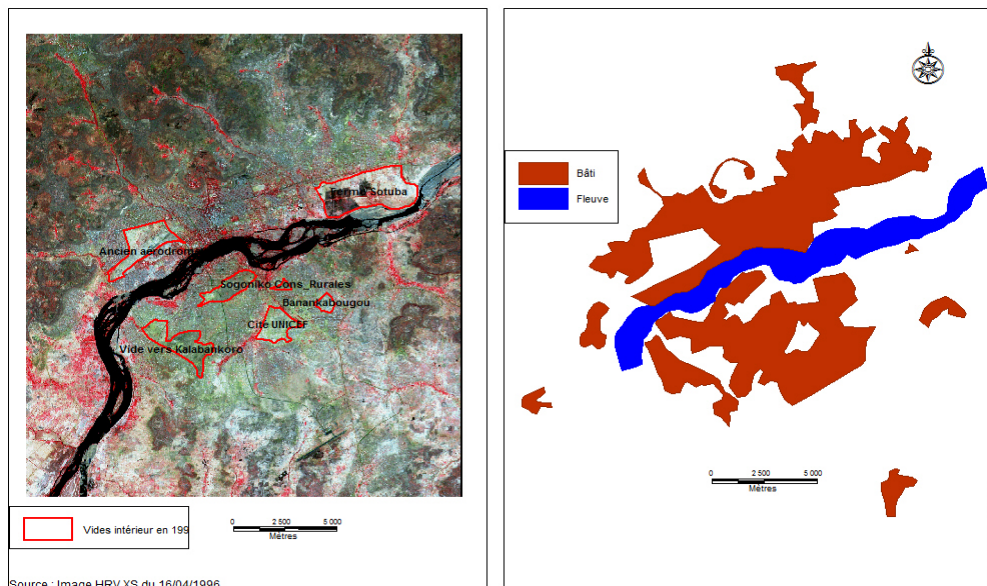 Ferme Sotuba
Ancien aérodrom
Sogoniko Cons_Rurales
Banankabougou
Cité UNICEF
Vide vers Kalabankoro
Vides intérieur en 199
0 2 500 5 000
Mètres
Source : Image HRV XS du 16/04/1996
Bâti
Fleuve
0 2 500 5 000
Mètres